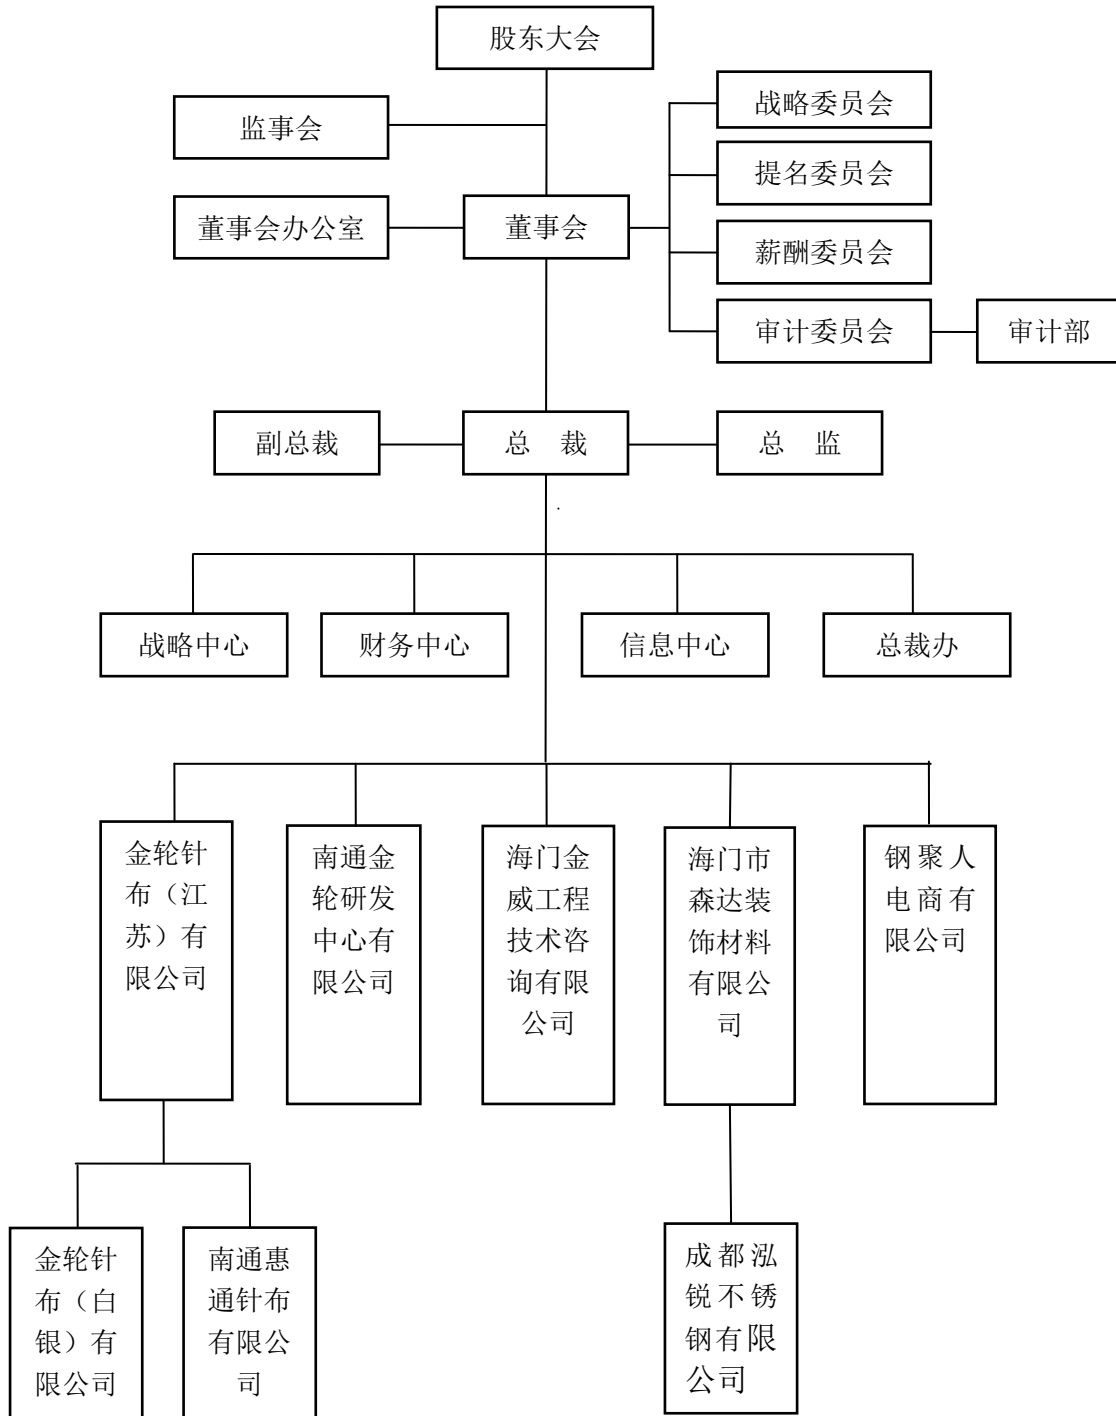 股东大会
战略委员会
监事会
提名委员会
董事会办公室
董事会
薪酬委员会
审计委员会
审计部
副总裁
总 裁
总 监
战略中心
财务中心
信息中心
总裁办
金轮针
布（江
苏）有
限公司
南通金
轮研发
中心有
限公司
海门金
威工程
技术咨
询有限
公司
海门市
森达装
饰材料
有限公
司
钢聚人
电商有
限公司
金轮针
布（白
银）有
限公司
南通惠
通针布
有限公
司
成都泓
锐不锈
钢有限
公司